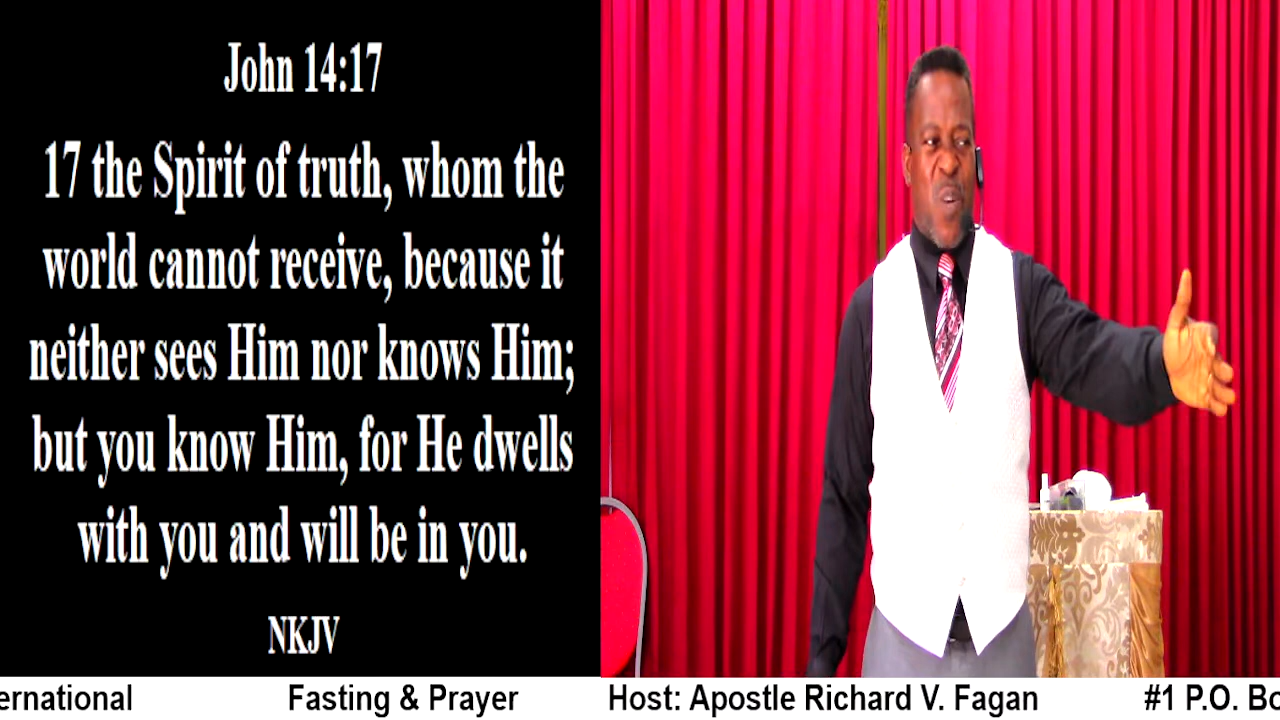 John 14:17
17 the Spirit of truth, whom the
world cannot receive, because it
neither sees Him nor knows Him;
but you know Him, for He dwells
with you and will be in you.
NKJV
ernational Fasting & Prayer Host: Apostle Richard V. Fagan #1 P.O. Bo